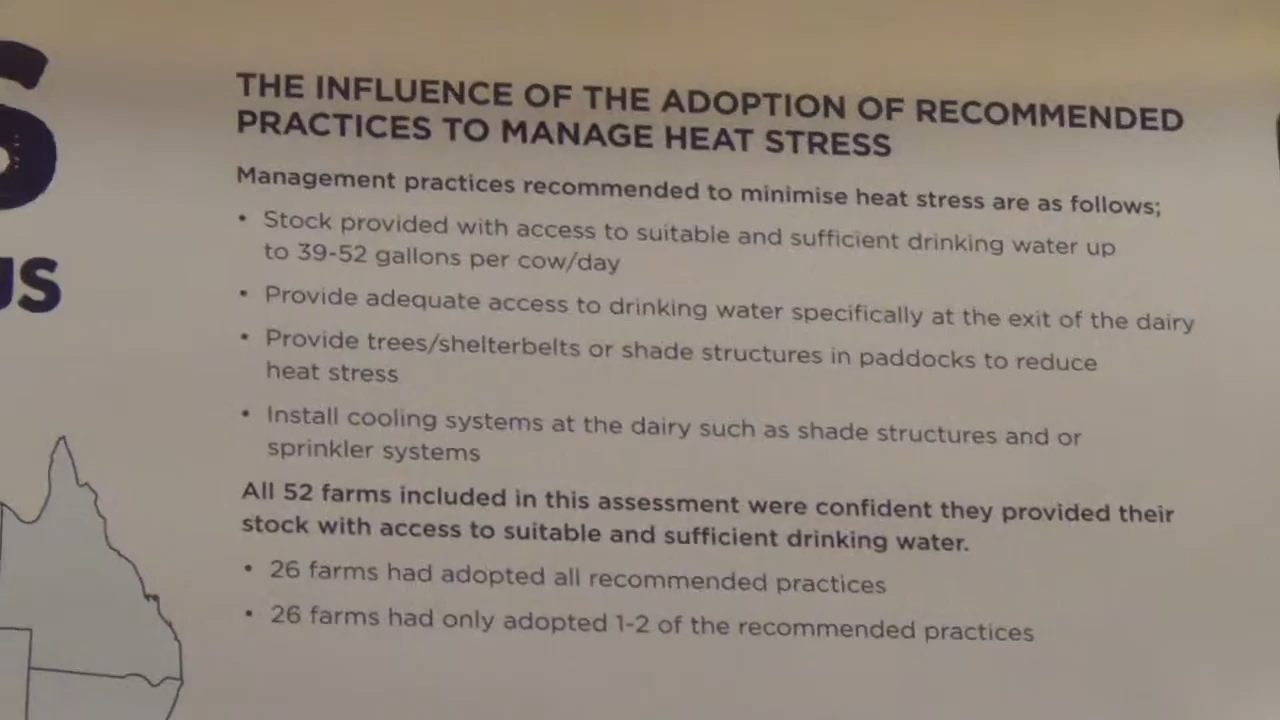 THE INFLUENCE OF THE ADOPTION OF RECOMMENDED
PRACTICES TO MANAGE HEAT STRESS
Management practices recommended to minimise heat stress are as follows;
• Stock provided with access to suitable and sufficient drinking water up
to 39-52 gallons per cow/day
• Provide adequate access to drinking water specifically at the exit of the dairy
• Provide trees/shelterbelts or shade structures in paddocks to reduce
heat stress
• Install cooling systems at the dairy such as shade structures and or
sprinkler systems
All 52 farms included in this assessment were confident they provided their
stock with access to suitable and sufficient drinking water.
• 26 farms had adopted all recommended practices
• 26 farms had only adopted 1-2 of the recommended practices